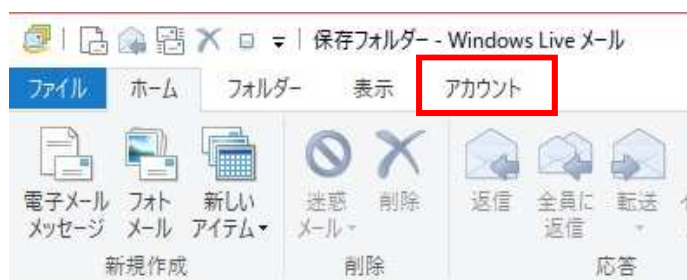 保存フォルダー - Windows Live メール
ファイル ホーム フォルダー 表示 アカウント
電子メール メッセージ
フォト メール
新しい アイテム
迷惑 メール
削除
返信
全員に 返信
転送
新規作成 削除 応答